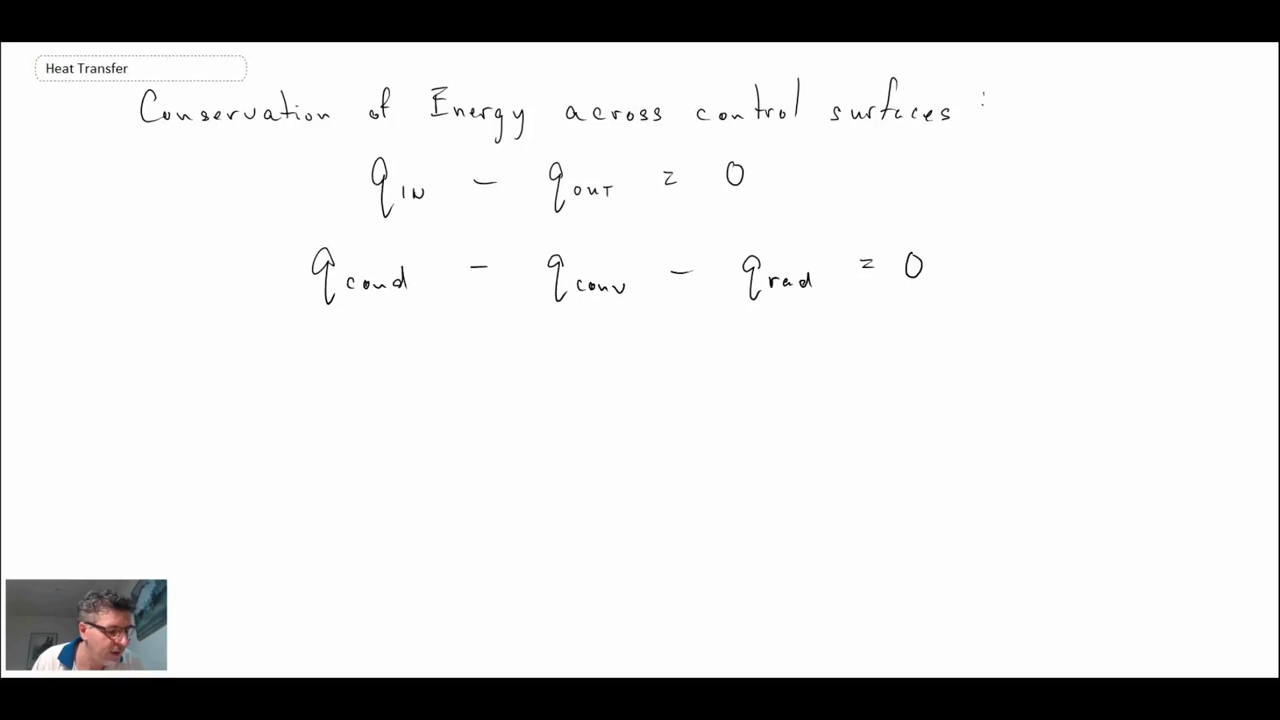 Heat Transfer
Conservation of Energy across control surfaces :
q_IN - q_OUT = 0
q_cond - q_conv - q_rad = 0